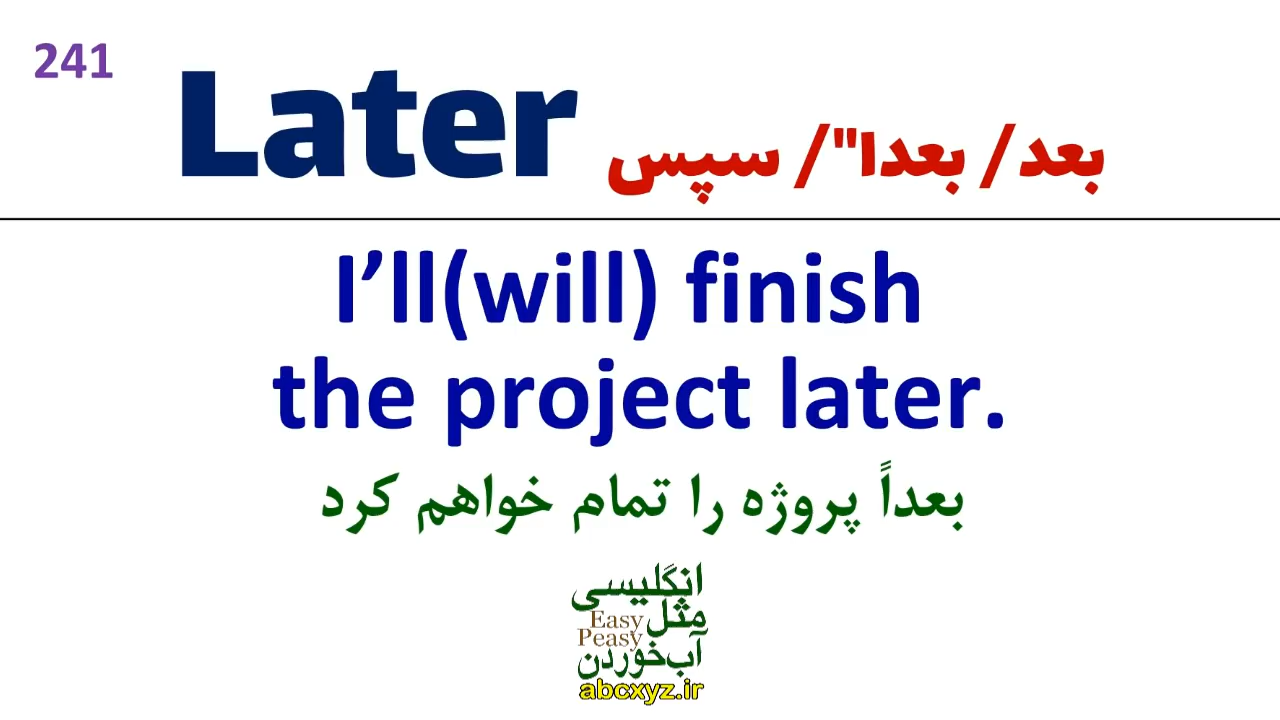 241
Later بعد/ بعدا"/ سپس
I’ll(will) finish
the project later.
بعداً پروژه را تمام خواهم کرد
انگلیسی
مثل Easy
Peasy
آب‌خوردن
abcxyz.ir